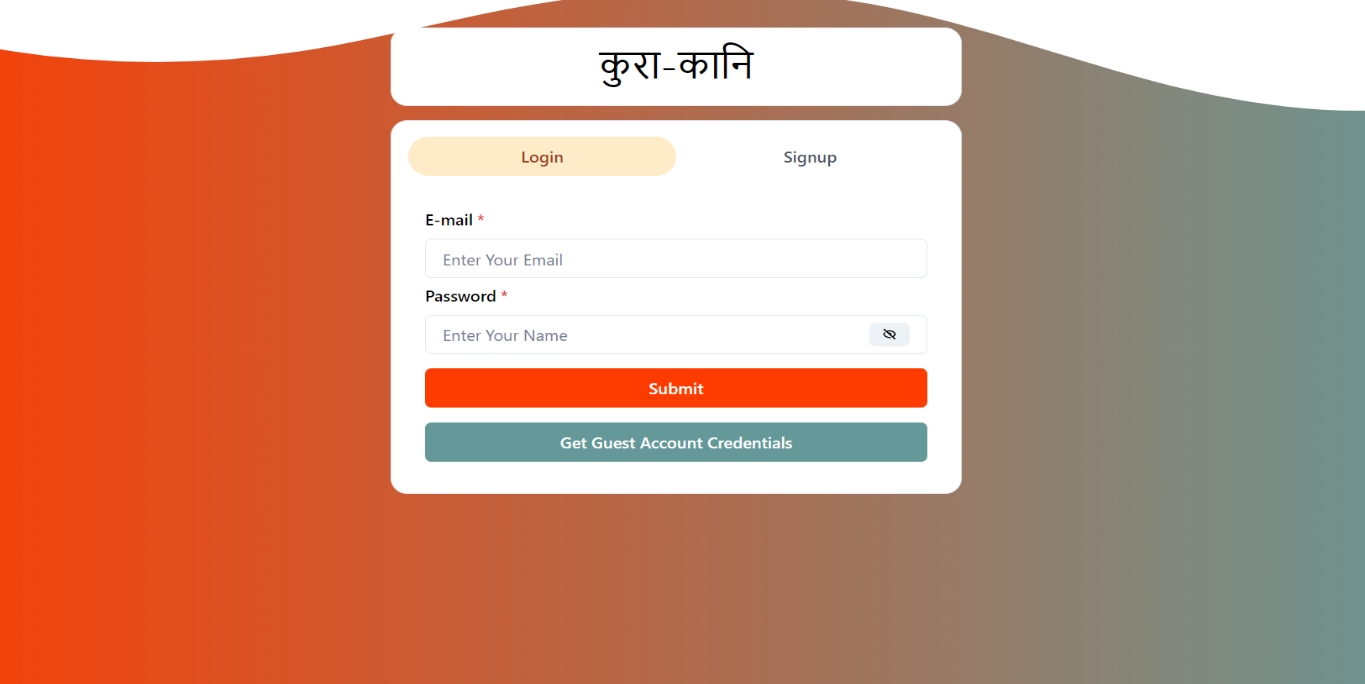 कुरा-कानि
Login
Signup
E-mail *
Enter Your Email
Password *
Enter Your Name
Submit
Get Guest Account Credentials